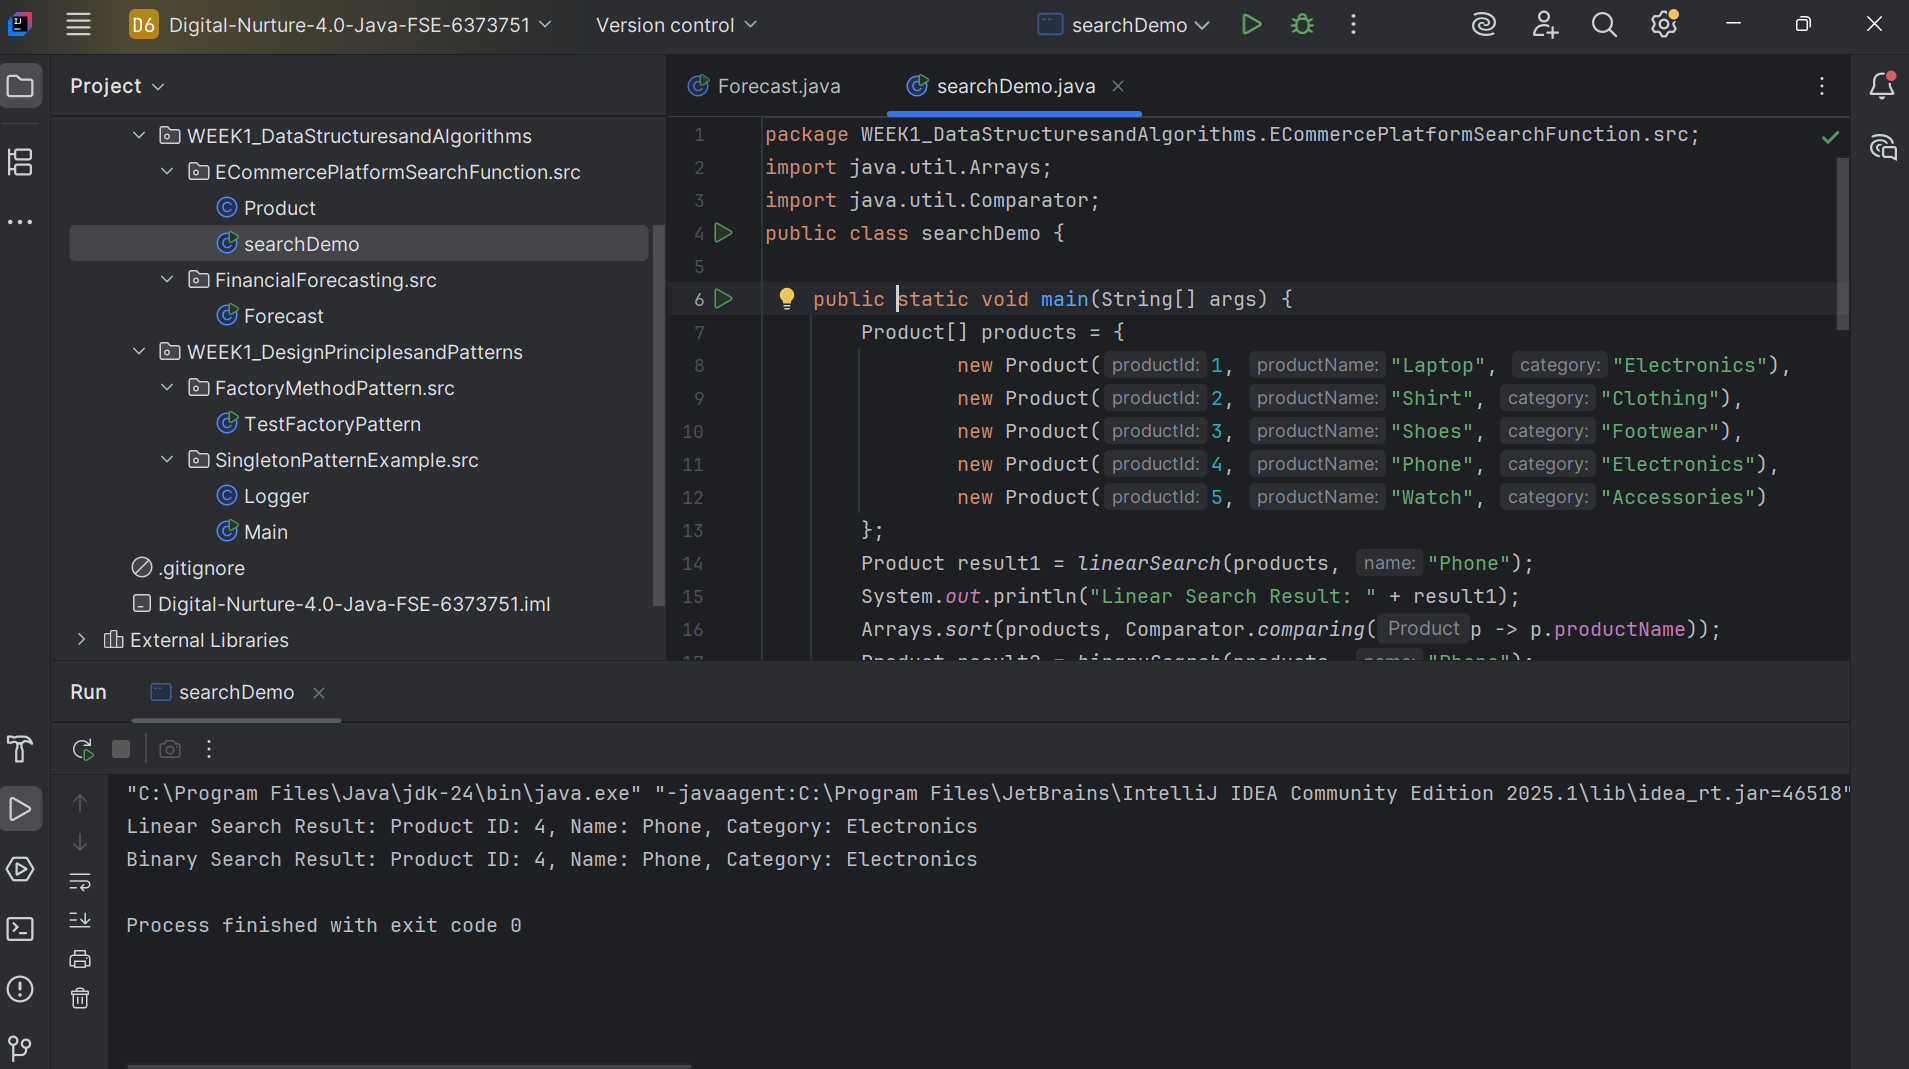 D6 Digital-Nurture-4.0-Java-FSE-6373751 Version control searchDemo
Project
WEEK1_DataStructuresandAlgorithms
ECommercePlatformSearchFunction.src
Product
searchDemo
FinancialForecasting.src
Forecast
WEEK1_DesignPrinciplesandPatterns
FactoryMethodPattern.src
TestFactoryPattern
SingletonPatternExample.src
Logger
Main
.gitignore
Digital-Nurture-4.0-Java-FSE-6373751.iml
External Libraries
Forecast.java searchDemo.java
1 package WEEK1_DataStructuresandAlgorithms.ECommercePlatformSearchFunction.src;
2 import java.util.Arrays;
3 import java.util.Comparator;
4 public class searchDemo {
5
6 public static void main(String[] args) {
7 Product[] products = {
8 new Product( productId: 1, productName: "Laptop", category: "Electronics"),
9 new Product( productId: 2, productName: "Shirt", category: "Clothing"),
10 new Product( productId: 3, productName: "Shoes", category: "Footwear"),
11 new Product( productId: 4, productName: "Phone", category: "Electronics"),
12 new Product( productId: 5, productName: "Watch", category: "Accessories")
13 };
14 Product result1 = linearSearch(products, name: "Phone");
15 System.out.println("Linear Search Result: " + result1);
16 Arrays.sort(products, Comparator.comparing( Product p -> p.productName));
17 Product result2 = binarySearch(products, name: "Phone");
Run searchDemo
"C:\Program Files\Java\jdk-24\bin\java.exe" "-javaagent:C:\Program Files\JetBrains\IntelliJ IDEA Community Edition 2025.1\lib\idea_rt.jar=46518"
Linear Search Result: Product ID: 4, Name: Phone, Category: Electronics
Binary Search Result: Product ID: 4, Name: Phone, Category: Electronics
Process finished with exit code 0